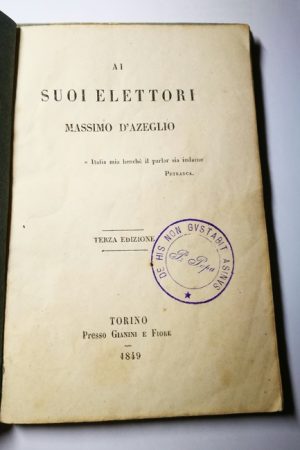 AI
SUOI ELETTORI
MASSIMO D'AZEGLIO
« Italia mia benchè il parlar sia indarno
PETRARCA.
TERZA EDIZIONE
DE HIS NON GVSTABIT ASINVS
P. Popa
TORINO
Presso GIANINI E FIORE
1849